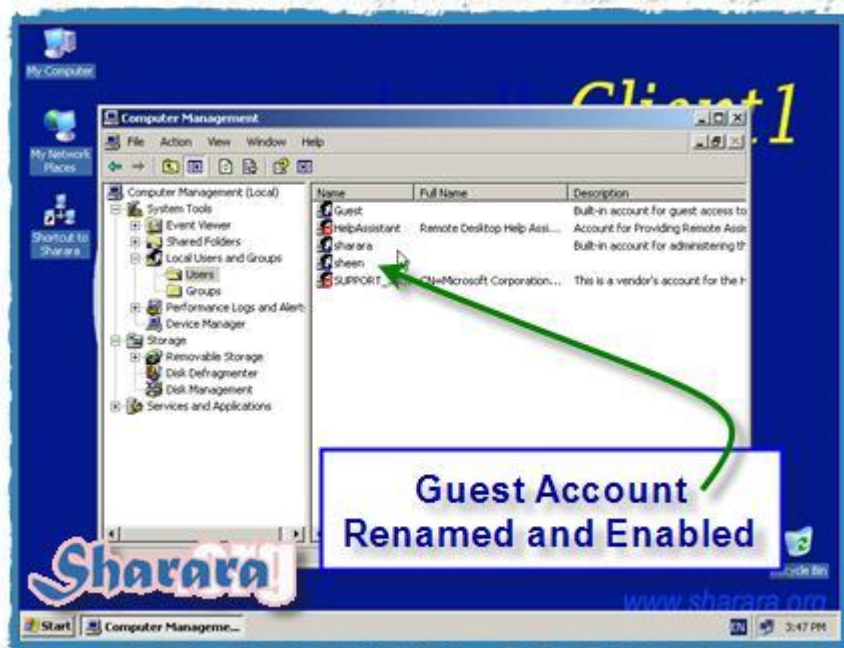 My Computer
Client1
Computer Management
File Action View Window Help
My Network
Places
Computer Management (Local)
System Tools
Event Viewer
Shared Folders
Local Users and Groups
Users
Groups
Performance Logs and Alert
Device Manager
Storage
Removable Storage
Disk Defragmenter
Disk Management
Services and Applications
Name Full Name Description
Guest Built-in account for guest access to
HelpAssistant Remote Desktop Help Assi... Account for Providing Remote Assis
sharara Built-in account for administering th
sheen
SUPPORT_ CN=Microsoft Corporation... This is a vendor's account for the H
Shortcut to
Sharara
Guest Account
Renamed and Enabled
Sharara
Recycle Bin
www.sharara.org
Start Computer Manageme... EN 3:47 PM